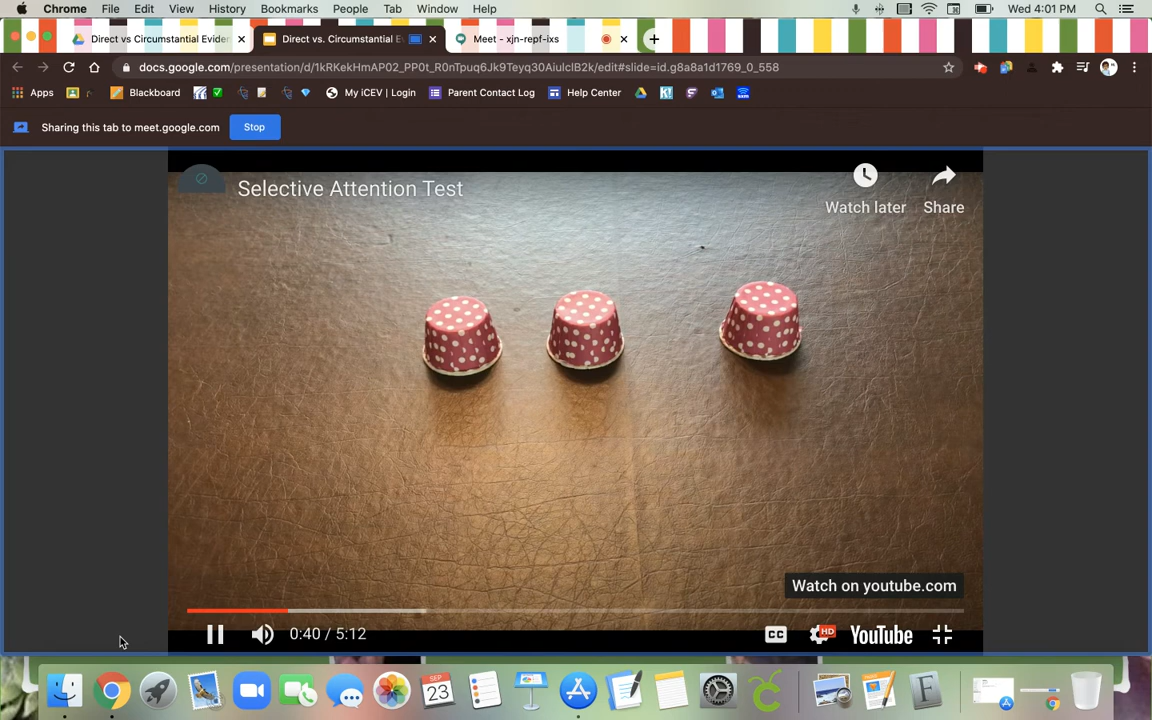 Chrome File Edit View History Bookmarks People Tab Window Help Wed 4:01 PM
Direct vs Circumstantial Eviden Direct vs. Circumstantial E Meet - xjn-repf-ixs
docs.google.com/presentation/d/1kRKekHmAP02_PP0t_R0nTpuq6Jk9Teyq30AiulcIB2k/edit#slide=id.g8a8a1d1769_0_558
Apps Blackboard My iCEV | Login Parent Contact Log Help Center
Sharing this tab to meet.google.com Stop
Selective Attention Test
Watch later Share
Watch on youtube.com
0:40 / 5:12 CC HD YouTube
SEP
23